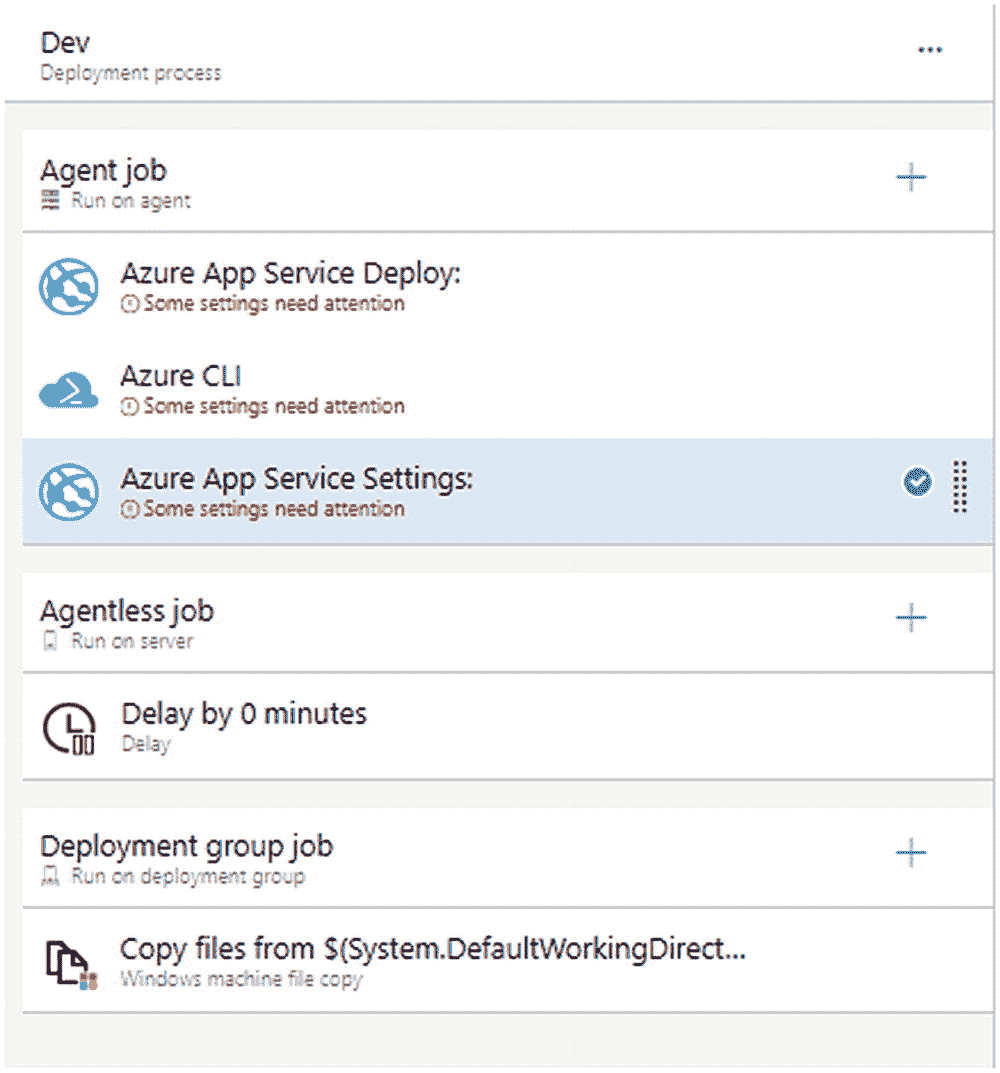 Dev
Deployment process
Agent job
Run on agent
Azure App Service Deploy:
Some settings need attention
Azure CLI
Some settings need attention
Azure App Service Settings:
Some settings need attention
Agentless job
Run on server
Delay by 0 minutes
Delay
Deployment group job
Run on deployment group
Copy files from $(System.DefaultWorkingDirect...
Windows machine file copy